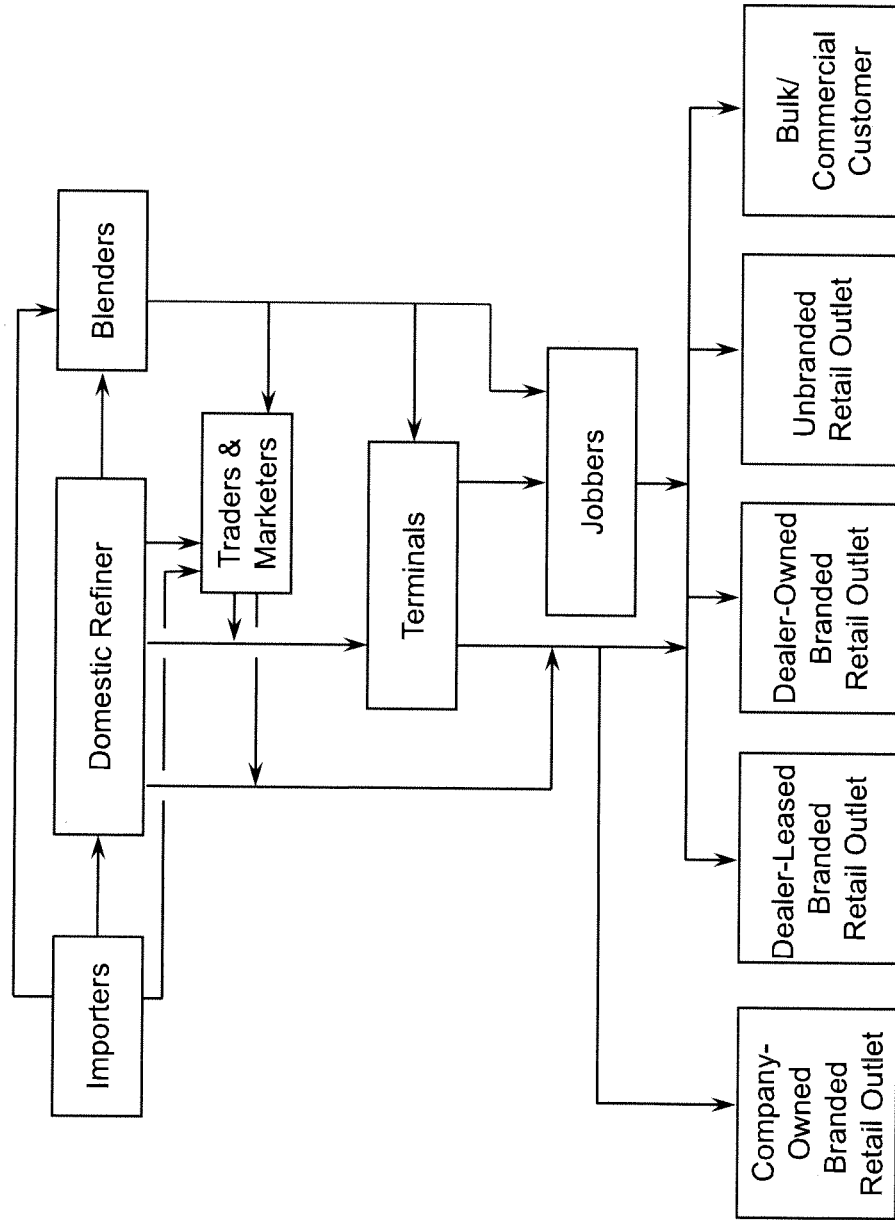 Importers
Domestic Refiner
Blenders
Traders &
Marketers
Terminals
Jobbers
Company-
Owned
Branded
Retail Outlet
Dealer-Leased
Branded
Retail Outlet
Dealer-Owned
Branded
Retail Outlet
Unbranded
Retail Outlet
Bulk/
Commercial
Customer